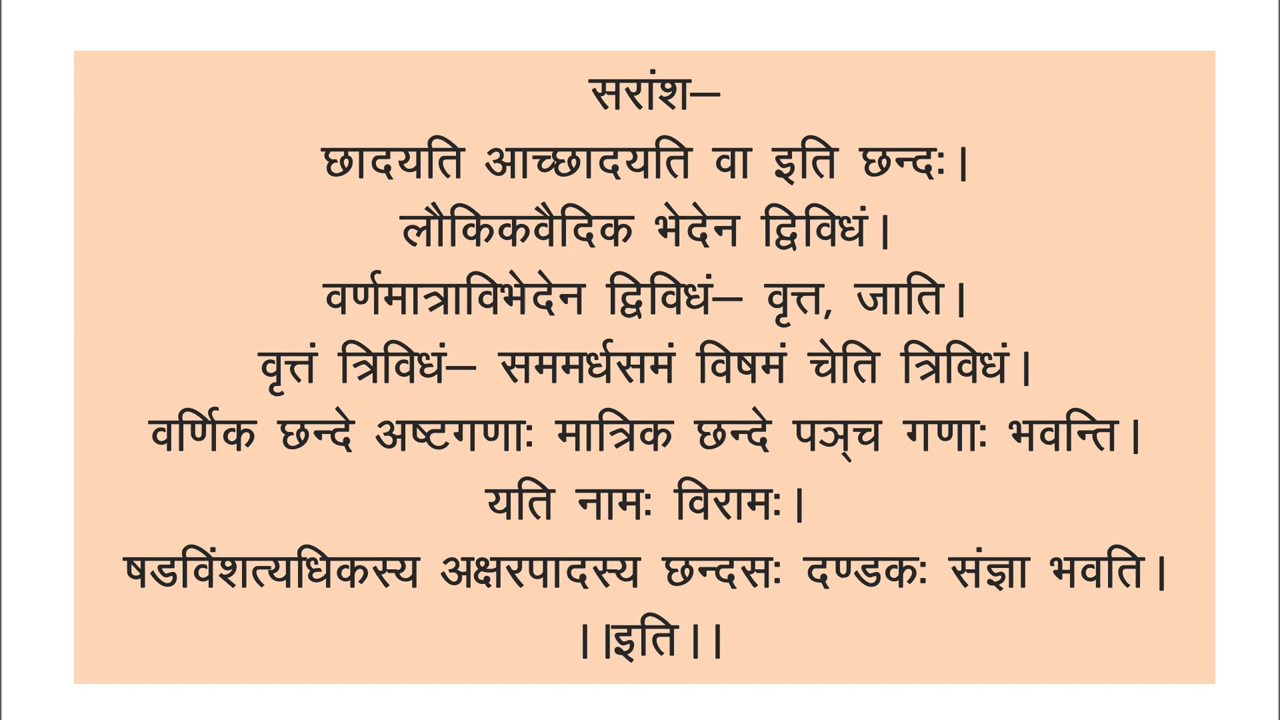 सरांश–
छादयति आच्छादयति वा इति छन्दः।
लौकिकवैदिक भेदेन द्विविधं।
वर्णमात्राविभेदेन द्विविधं– वृत्त, जाति।
वृत्तं त्रिविधं– सममर्धसमं विषमं चेति त्रिविधं।
वर्णिक छन्दे अष्टगणाः मात्रिक छन्दे पञ्च गणाः भवन्ति।
यति नामः विरामः।
षडविंशत्यधिकस्य अक्षरपादस्य छन्दसः दण्डकः संज्ञा भवति।
।।इति।।